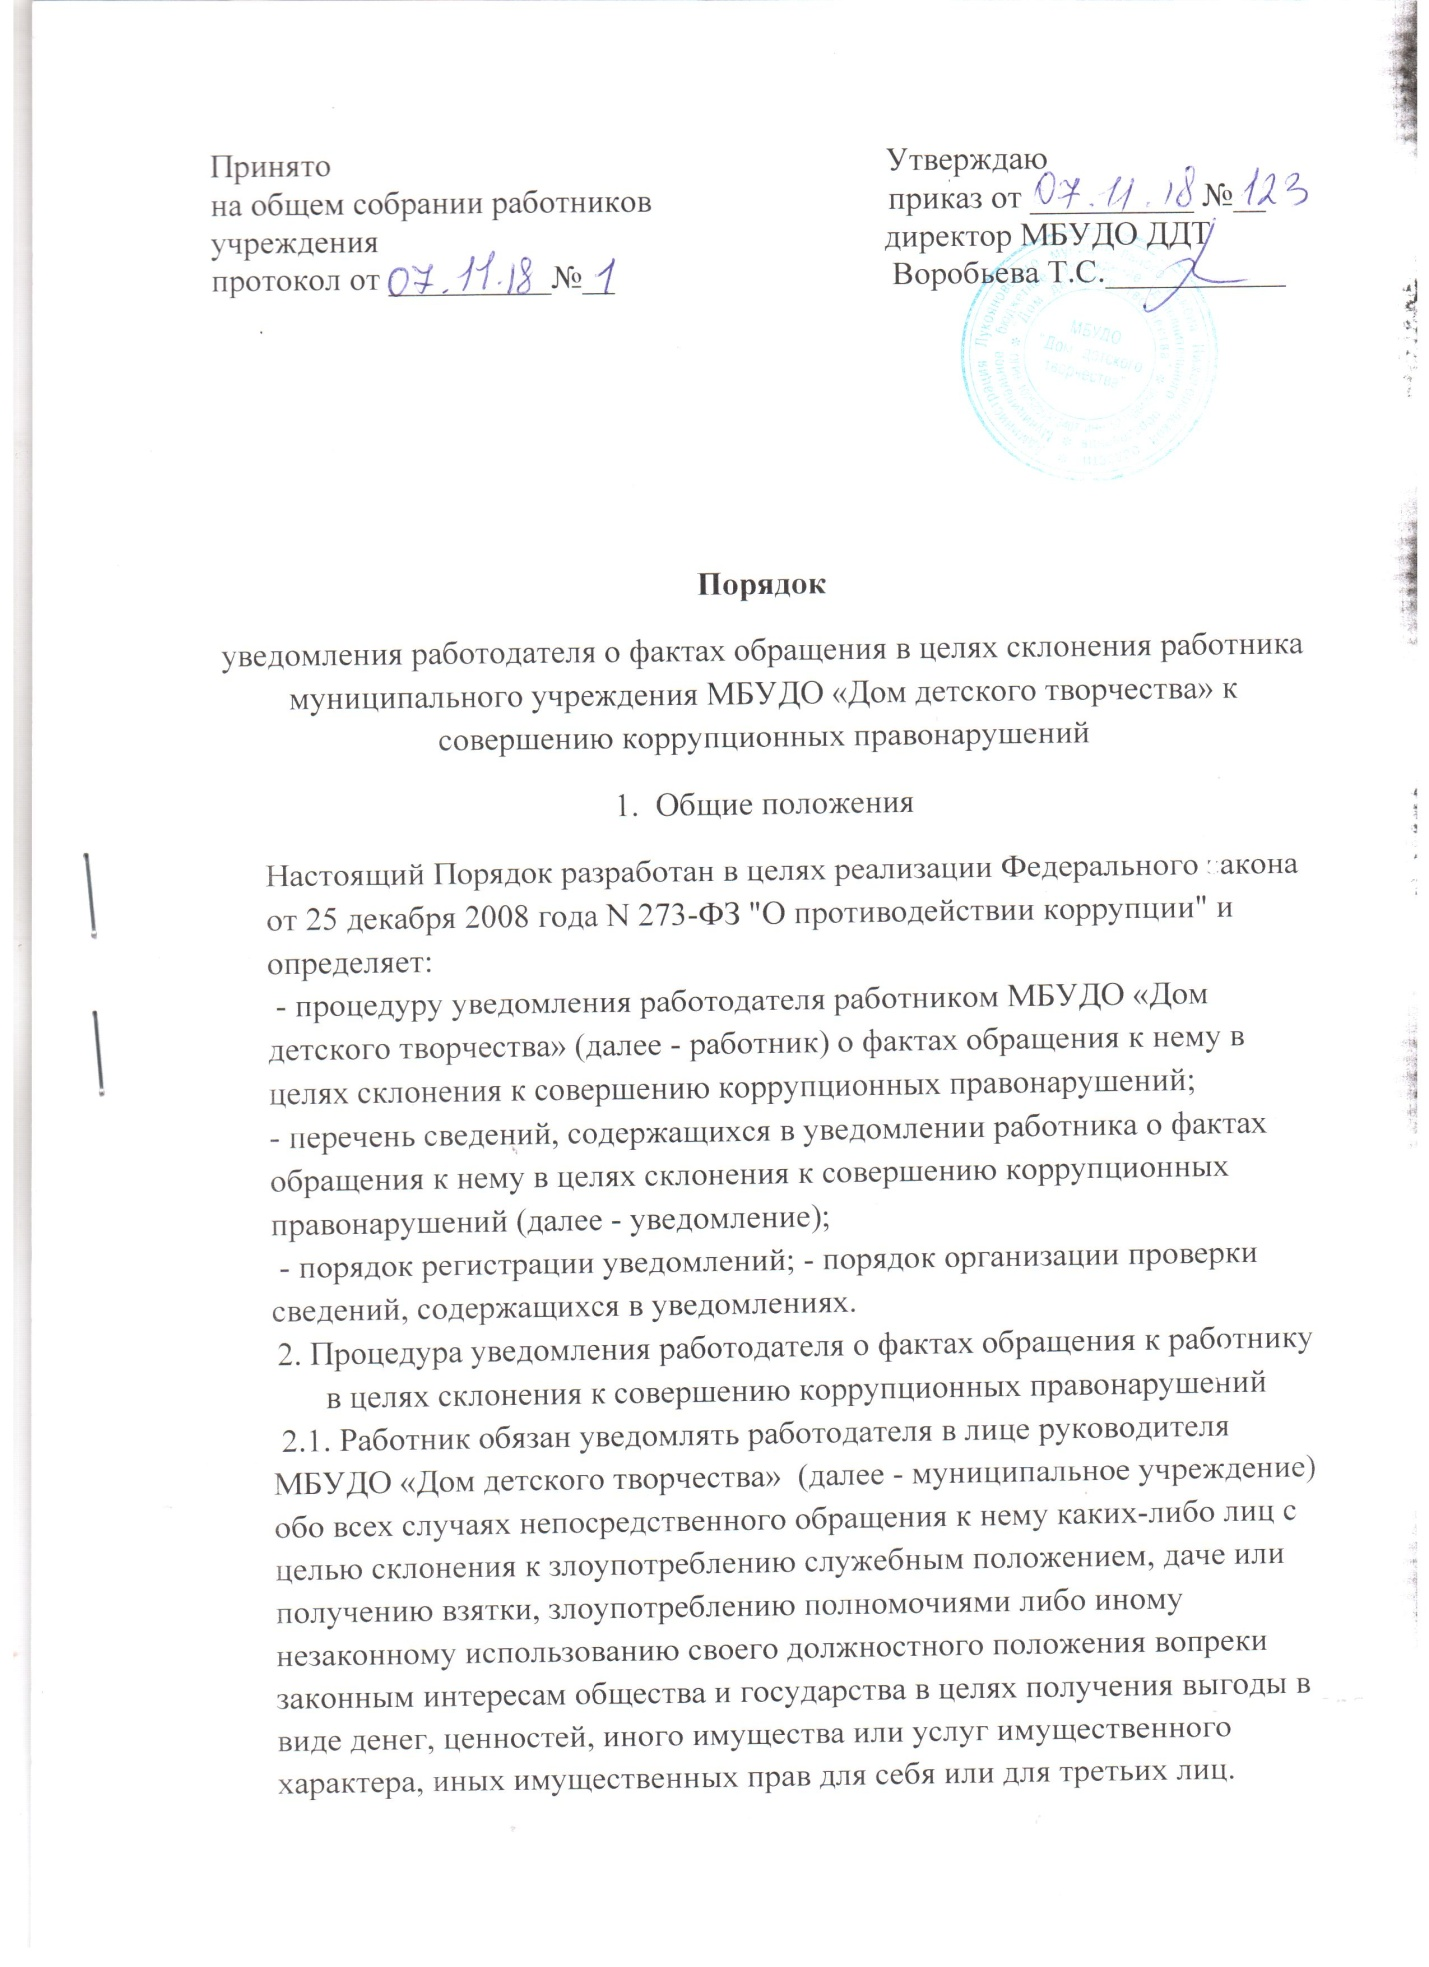 Принято
на общем собрании работников
учреждения
протокол от 07.11.18 № 1
Утверждаю
приказ от 07.11.18 № 123
директор МБУДО ДДТ
Воробьева Т.С.
МБУДО
"Дом детского
творчества"
Порядок
уведомления работодателя о фактах обращения в целях склонения работника
муниципального учреждения МБУДО «Дом детского творчества» к
совершению коррупционных правонарушений
1. Общие положения
Настоящий Порядок разработан в целях реализации Федерального закона
от 25 декабря 2008 года N 273-ФЗ "О противодействии коррупции" и
определяет:
- процедуру уведомления работодателя работником МБУДО «Дом
детского творчества» (далее - работник) о фактах обращения к нему в
целях склонения к совершению коррупционных правонарушений;
- перечень сведений, содержащихся в уведомлении работника о фактах
обращения к нему в целях склонения к совершению коррупционных
правонарушений (далее - уведомление);
- порядок регистрации уведомлений; - порядок организации проверки
сведений, содержащихся в уведомлениях.
2. Процедура уведомления работодателя о фактах обращения к работнику
в целях склонения к совершению коррупционных правонарушений
2.1. Работник обязан уведомлять работодателя в лице руководителя
МБУДО «Дом детского творчества» (далее - муниципальное учреждение)
обо всех случаях непосредственного обращения к нему каких-либо лиц с
целью склонения к злоупотреблению служебным положением, даче или
получению взятки, злоупотреблению полномочиями либо иному
незаконному использованию своего должностного положения вопреки
законным интересам общества и государства в целях получения выгоды в
виде денег, ценностей, иного имущества или услуг имущественного
характера, иных имущественных прав для себя или для третьих лиц.